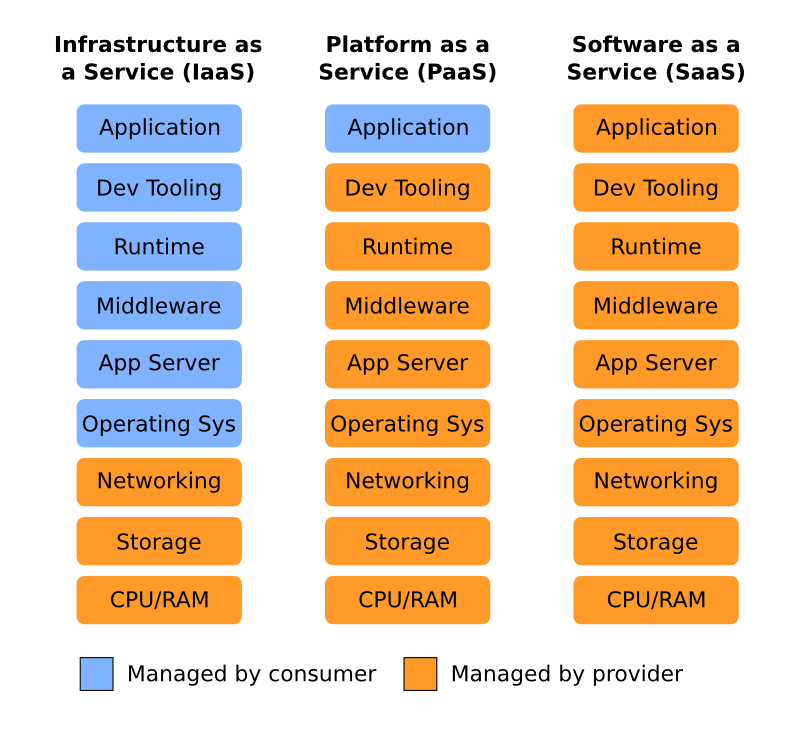 Infrastructure as
a Service (IaaS)
Platform as a
Service (PaaS)
Software as a
Service (SaaS)
Application
Application
Application
Dev Tooling
Dev Tooling
Dev Tooling
Runtime
Runtime
Runtime
Middleware
Middleware
Middleware
App Server
App Server
App Server
Operating Sys
Operating Sys
Operating Sys
Networking
Networking
Networking
Storage
Storage
Storage
CPU/RAM
CPU/RAM
CPU/RAM
Managed by consumer
Managed by provider